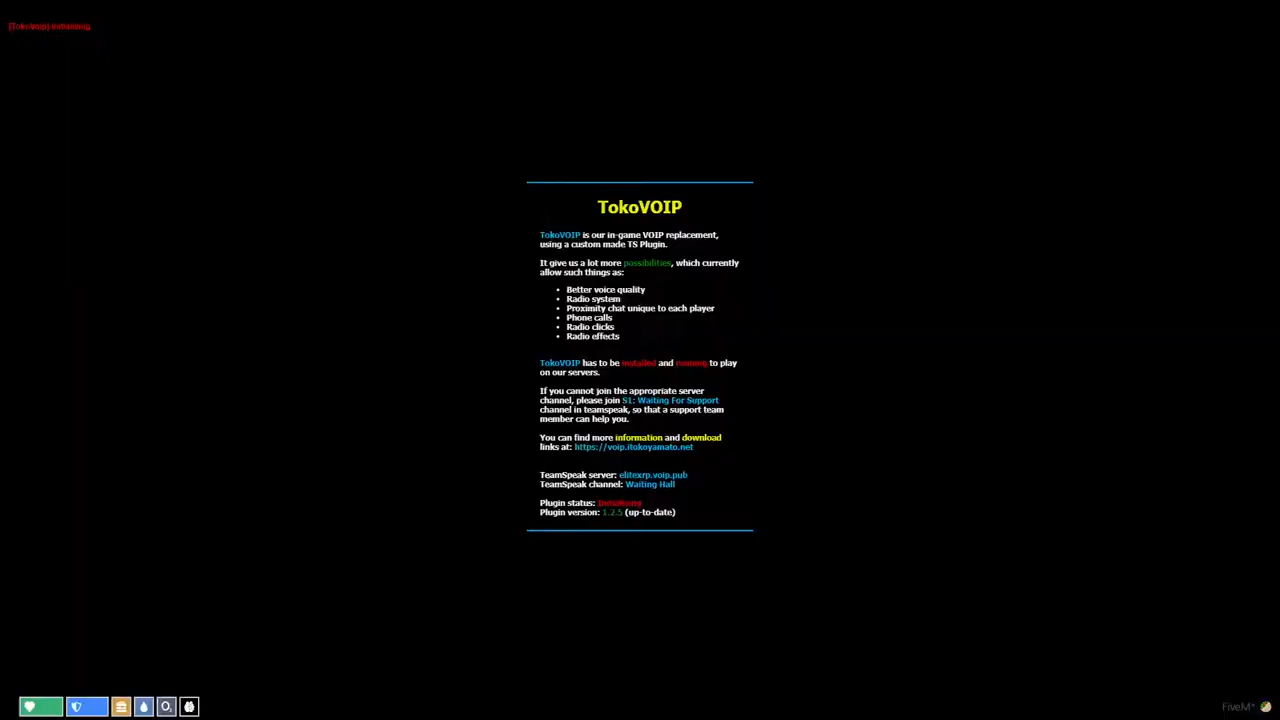 [TokoVoip] Initializing
TokoVOIP
TokoVOIP is our in-game VOIP replacement,
using a custom made TS Plugin.
It give us a lot more possibilities, which currently
allow such things as:
• Better voice quality
• Radio system
• Proximity chat unique to each player
• Phone calls
• Radio clicks
• Radio effects
TokoVOIP has to be installed and running to play
on our servers.
If you cannot join the appropriate server
channel, please join S1: Waiting For Support
channel in teamspeak, so that a support team
member can help you.
You can find more information and download
links at: https://voip.itokoyamato.net
TeamSpeak server: elitexrp.voip.pub
TeamSpeak channel: Waiting Hall
Plugin status: Initializing
Plugin version: 1.2.5 (up-to-date)
O₂
FiveM*